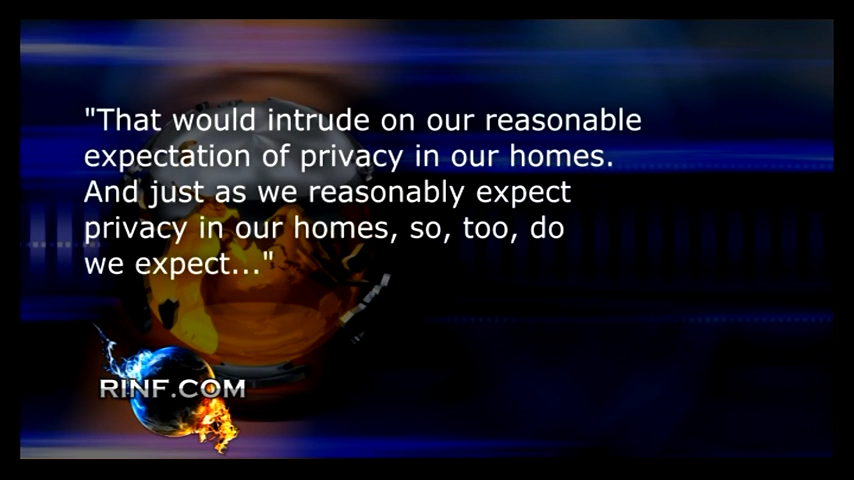 "That would intrude on our reasonable
expectation of privacy in our homes.
And just as we reasonably expect
privacy in our homes, so, too, do
we expect..."
RINF.COM